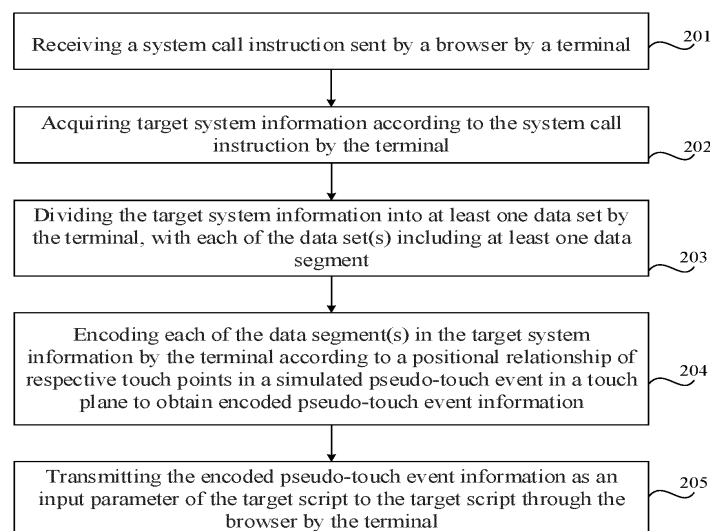 Receiving a system call instruction sent by a browser by a terminal
201
Acquiring target system information according to the system call
instruction by the terminal
202
Dividing the target system information into at least one data set by
the terminal, with each of the data set(s) including at least one data
segment
203
Encoding each of the data segment(s) in the target system
information by the terminal according to a positional relationship of
respective touch points in a simulated pseudo-touch event in a touch
plane to obtain encoded pseudo-touch event information
204
Transmitting the encoded pseudo-touch event information as an
input parameter of the target script to the target script through the
browser by the terminal
205